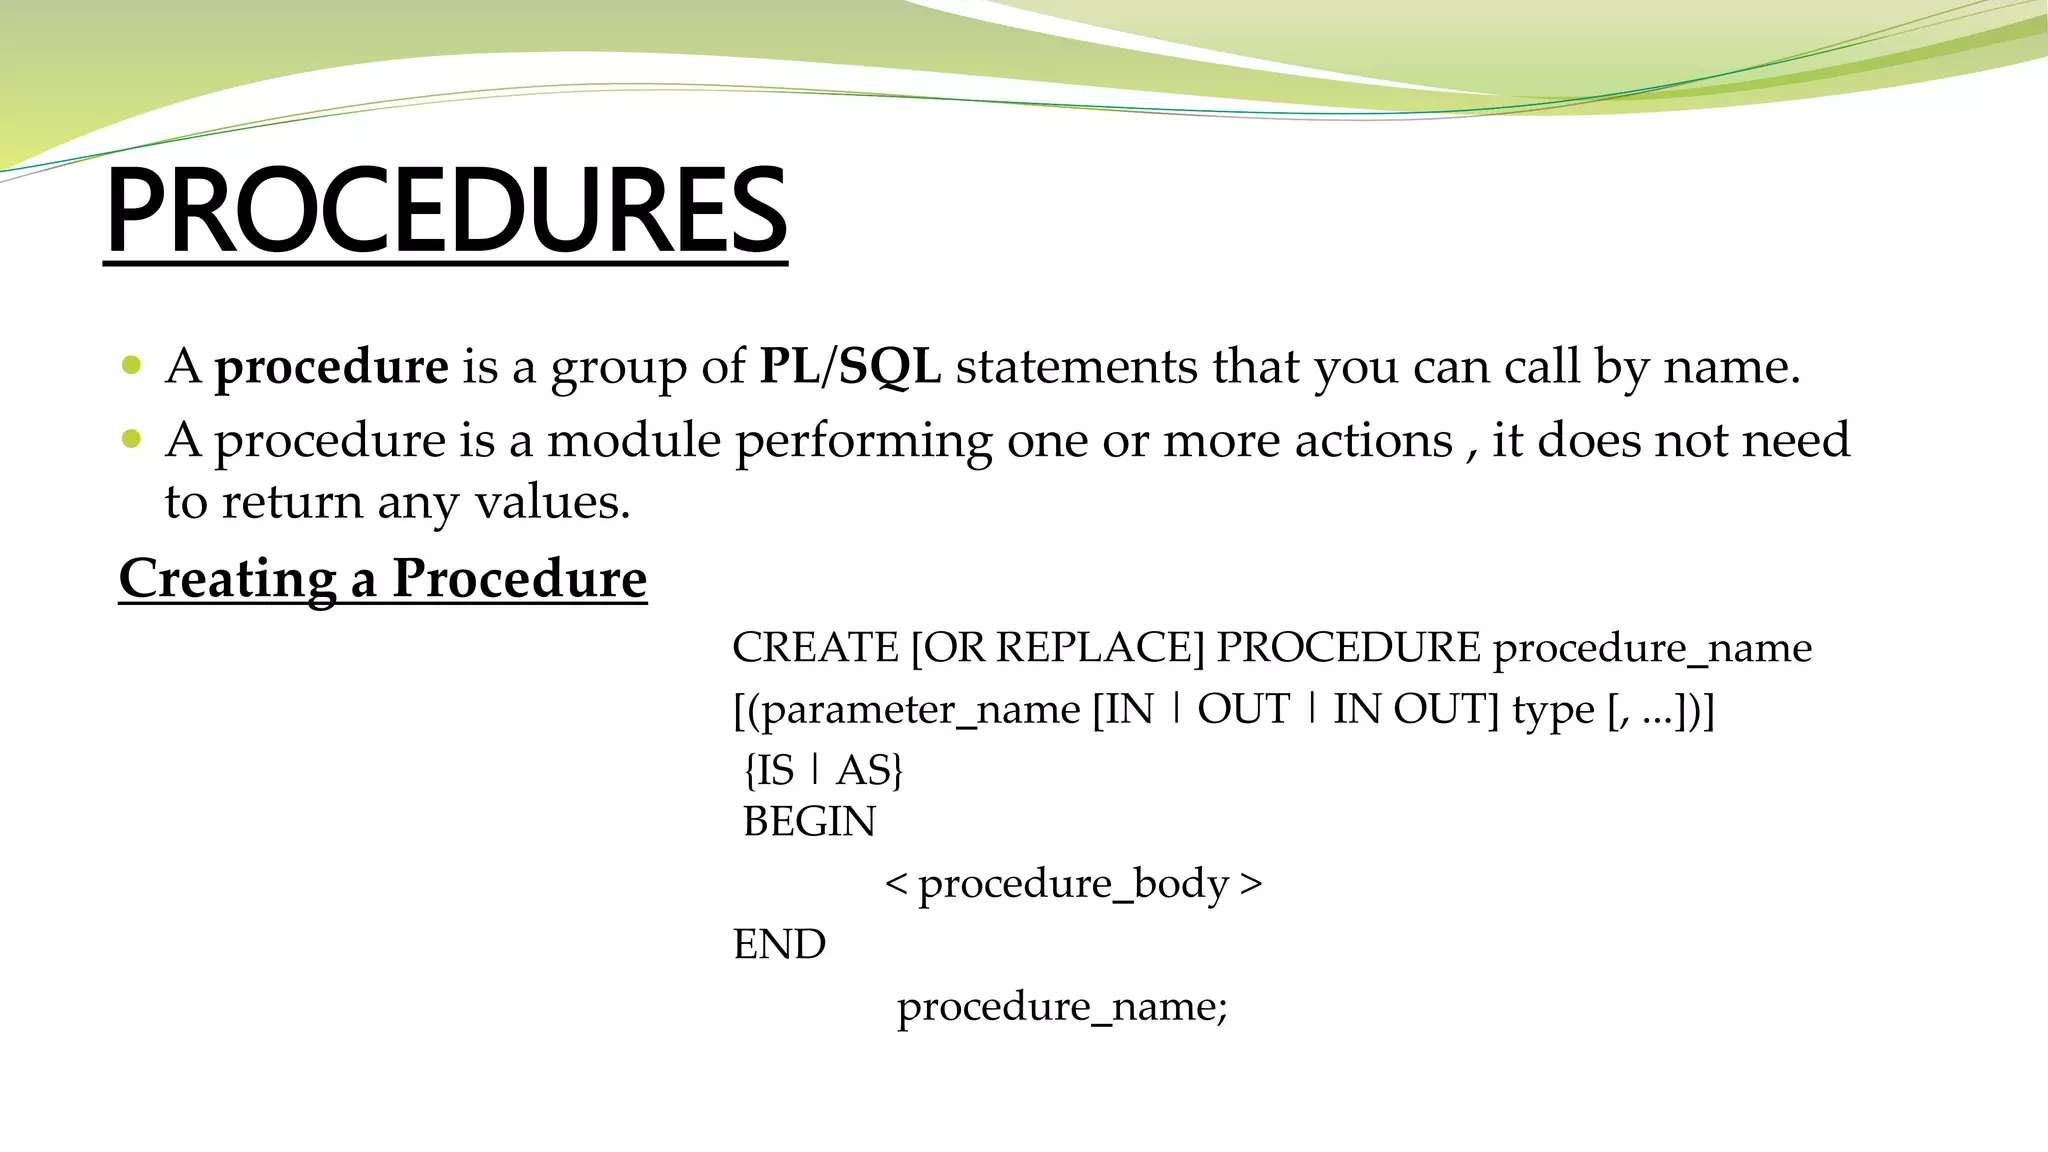 PROCEDURES
• A procedure is a group of PL/SQL statements that you can call by name.
• A procedure is a module performing one or more actions , it does not need
to return any values.
Creating a Procedure
CREATE [OR REPLACE] PROCEDURE procedure_name
[(parameter_name [IN | OUT | IN OUT] type [, ...])]
{IS | AS}
BEGIN
< procedure_body >
END
procedure_name;